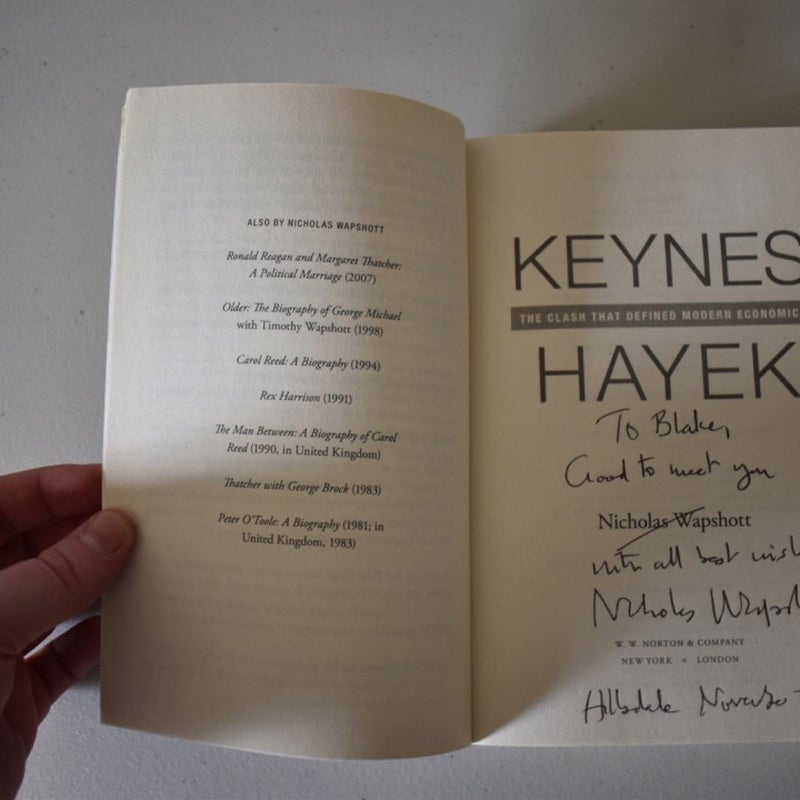 ALSO BY NICHOLAS WAPSHOTT
Ronald Reagan and Margaret Thatcher:
A Political Marriage (2007)
Older: The Biography of George Michael
with Timothy Wapshott (1998)
Carol Reed: A Biography (1994)
Rex Harrison (1991)
The Man Between: A Biography of Carol
Reed (1990, in United Kingdom)
Thatcher with George Brock (1983)
Peter O'Toole: A Biography (1981; in
United Kingdom, 1983)
KEYNES
THE CLASH THAT DEFINED MODERN ECONOMIC
HAYEK
To Blake,
Good to meet you
Nicholas Wapshott
with all best wish
Nicholas
W. W. NORTON & COMPANY
NEW YORK LONDON
Hillsdale